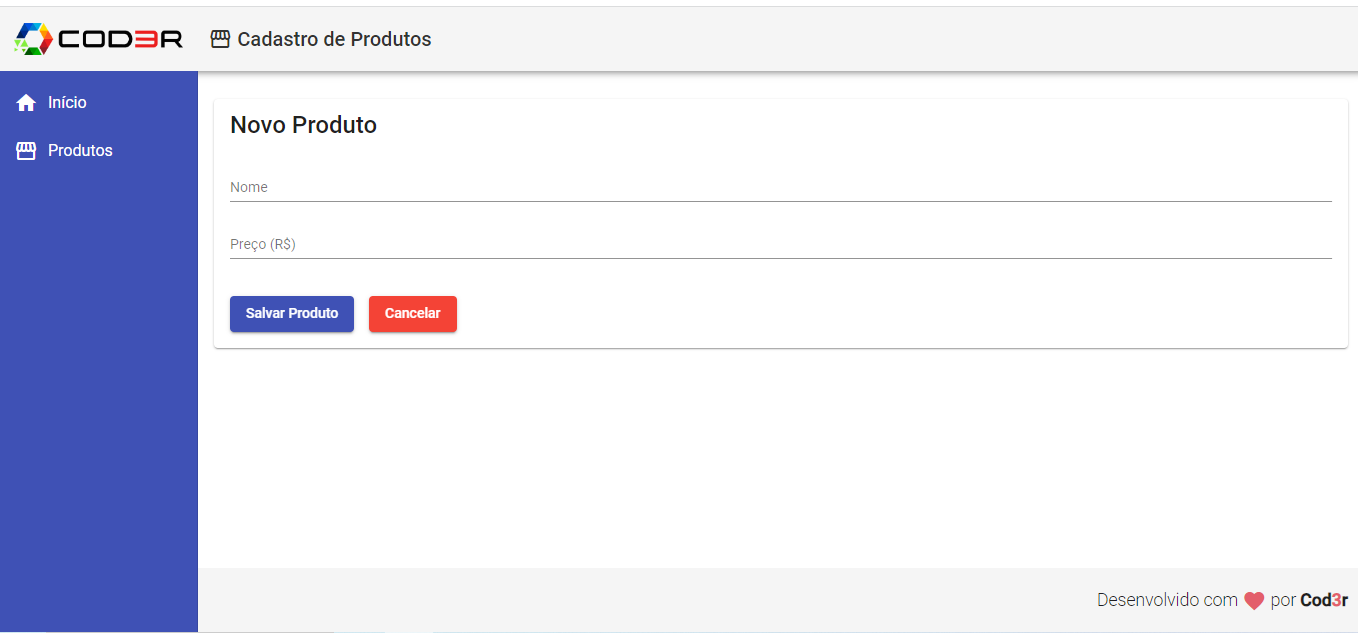 COD3R
Cadastro de Produtos
Início
Produtos
Novo Produto
Nome
Preço (R$)
Salvar Produto Cancelar
Desenvolvido com por Cod3r